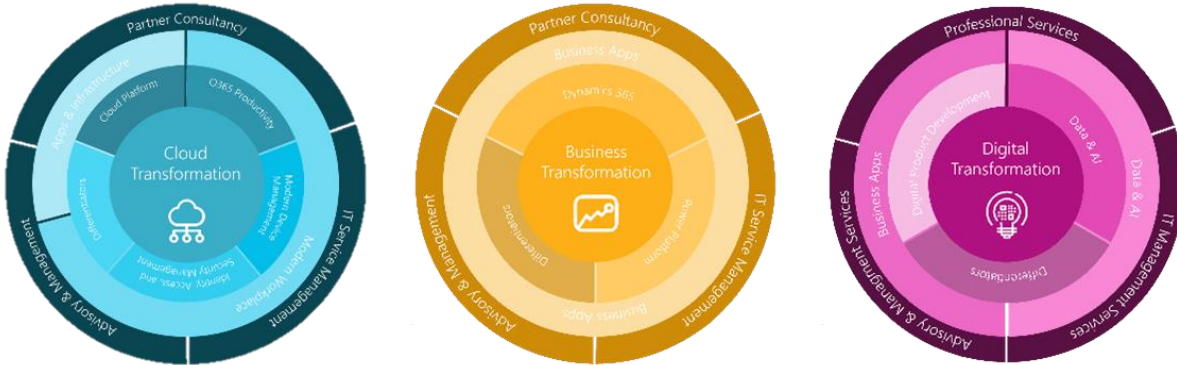 Partner Consultancy
Apps & Infrastructure
Cloud Platform
O365 Productivity
Cloud
Transformation
Differentiators
Modern Device
Management
Identity, Access, and
Security Management
Modern Workplace
Advisory & Management
IT Service Management
Partner Consultancy
Business Apps
Dynamics 365
Business
Transformation
Differentiators
Power Platform
Business Apps
Advisory & Management
IT Service Management
Professional Services
Business Apps
Digital Product Development
Data & AI
Data & AI
Digital
Transformation
Differentiators
Advisory & Managment Services
IT Management Services